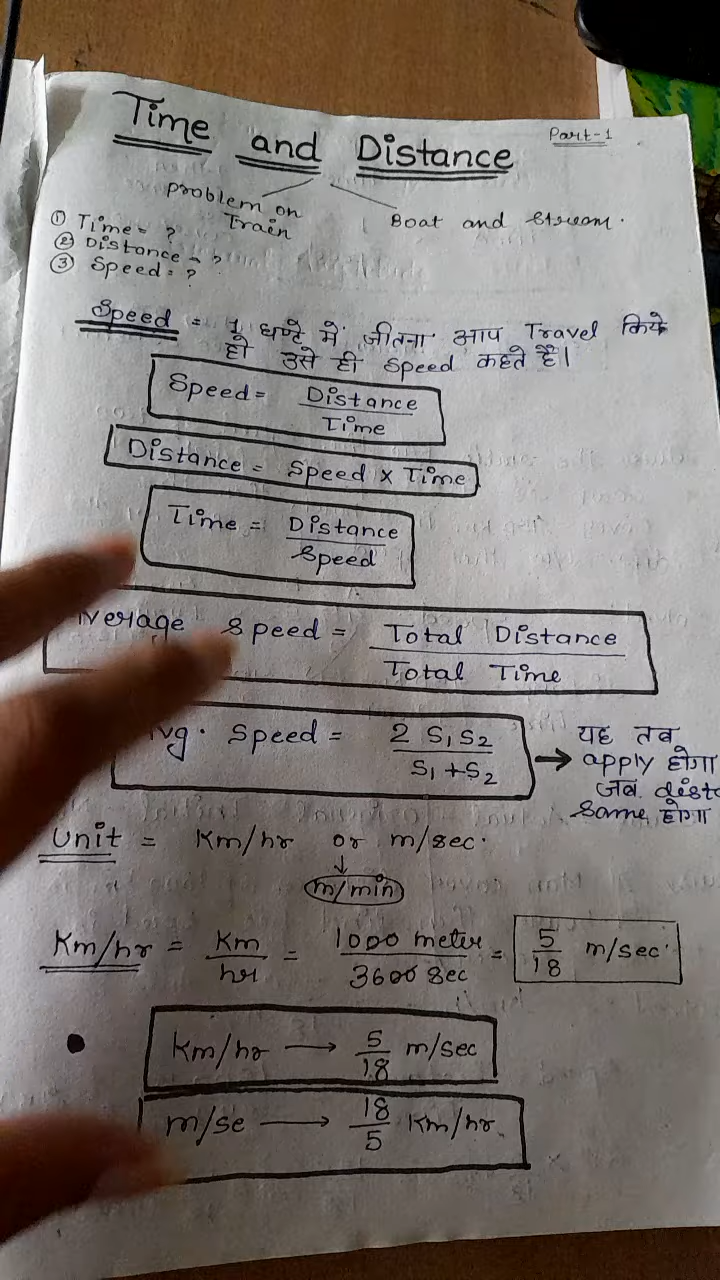 Time and Distance Part-1
Problem on Train
Boat and Stream.
① Time = ?
② Distance = ?
③ Speed = ?
Speed = 1 घण्टे में जीतना आप Travel किये
हो उसे ही speed कहते हैं।
Speed = Distance / Time
Distance = Speed x Time
Time = Distance / Speed
Speed = Total Distance / Total Time
Speed = 2 S₁ S₂ / S₁ + S₂ → यह तब
apply होगा
जब
same होगा
Unit = Km/hr or m/sec.
↓
m/min
Km/hr = Km / hr = 1000 meter / 3600 sec = 5/18 m/sec.
• Km/hr → 5/18 m/sec
m/se → 18/5 Km/hr.